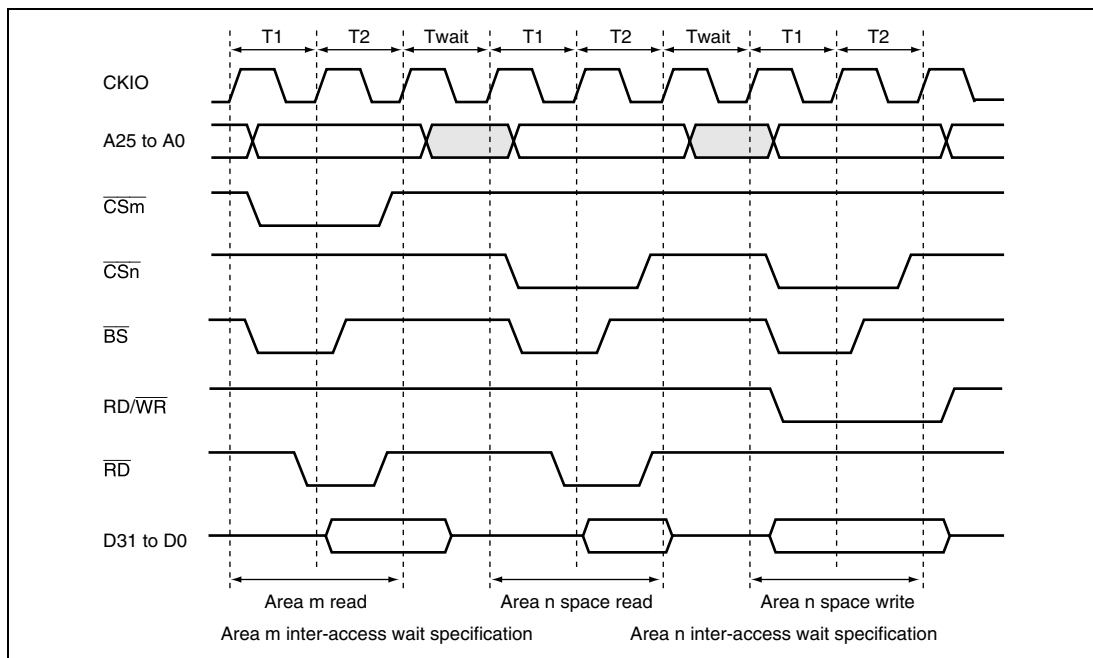 T1 T2 Twait T1 T2 Twait T1 T2
CKIO
A25 to A0
CSm
CSn
BS
RD/WR
RD
D31 to D0
Area m read Area n space read Area n space write
Area m inter-access wait specification Area n inter-access wait specification